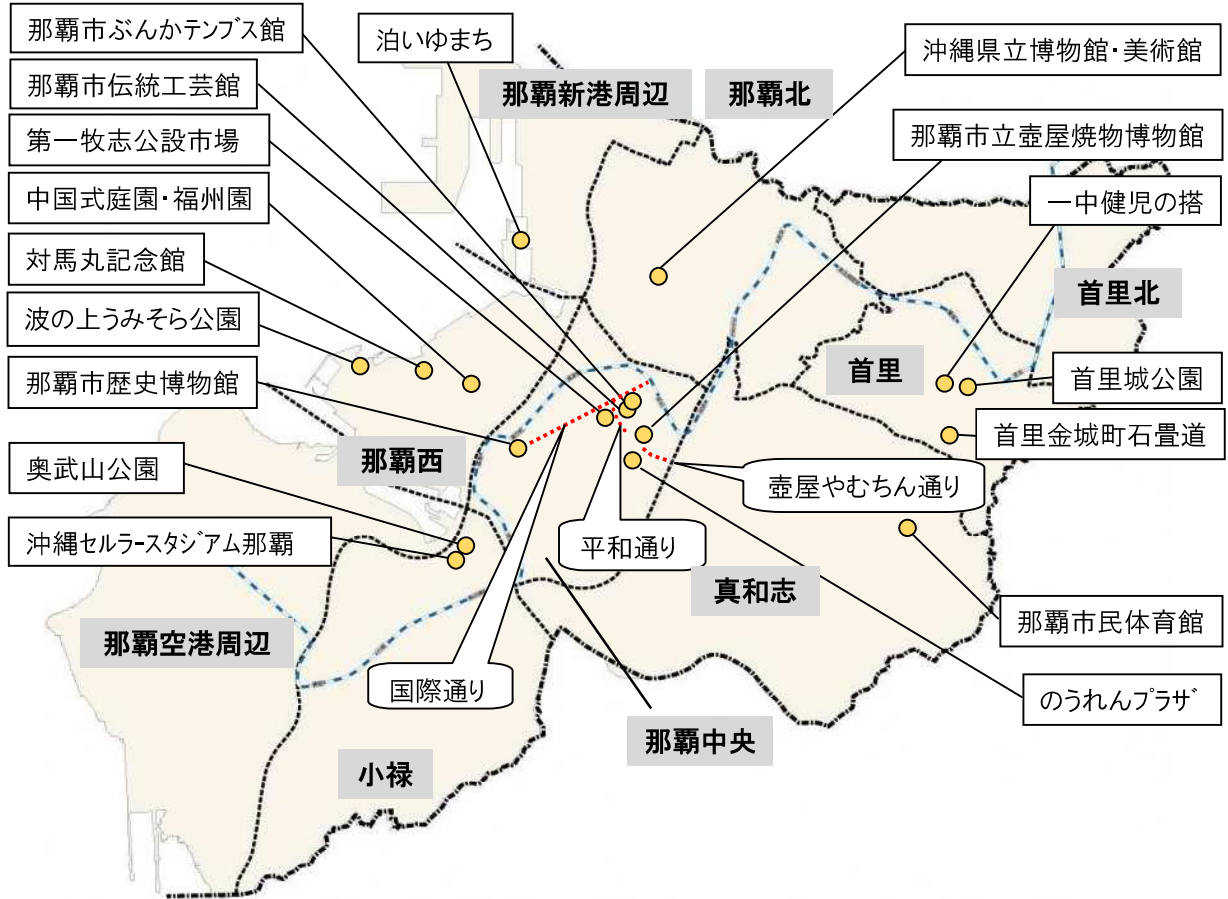 那覇市ぶんかテンブス館
那覇市伝統工芸館
第一牧志公設市場
中国式庭園・福州園
対馬丸記念館
波の上うみそら公園
那覇市歴史博物館
奥武山公園
沖縄セルラースタジアム那覇
泊いゆまち
那覇新港周辺
那覇北
沖縄県立博物館・美術館
那覇市立壺屋焼物博物館
一中健児の搭
首里北
首里
首里城公園
首里金城町石畳道
那覇西
壺屋やむちん通り
平和通り
真和志
那覇市民体育館
那覇空港周辺
国際通り
のうれんプラザ
那覇中央
小禄